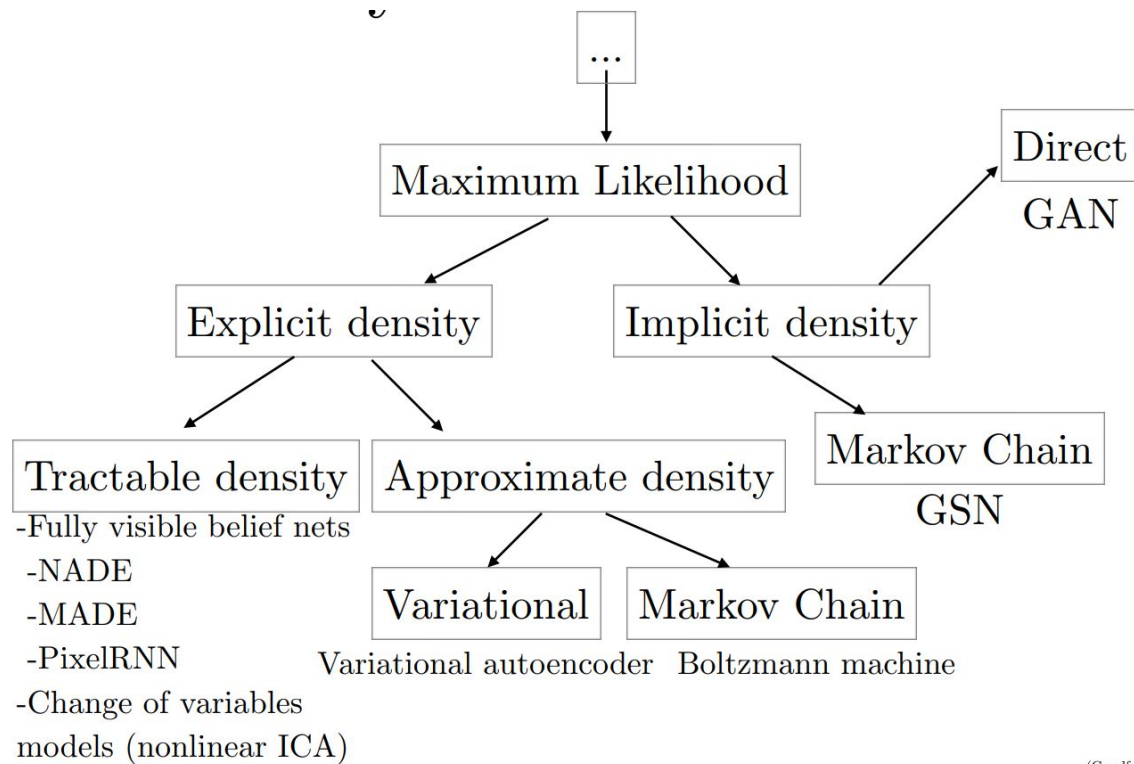 ...
Maximum Likelihood
Direct
GAN
Explicit density
Implicit density
Tractable density
-Fully visible belief nets
-NADE
-MADE
-PixelRNN
-Change of variables
models (nonlinear ICA)
Approximate density
Variational
Variational autoencoder
Markov Chain
Boltzmann machine
Markov Chain
GSN